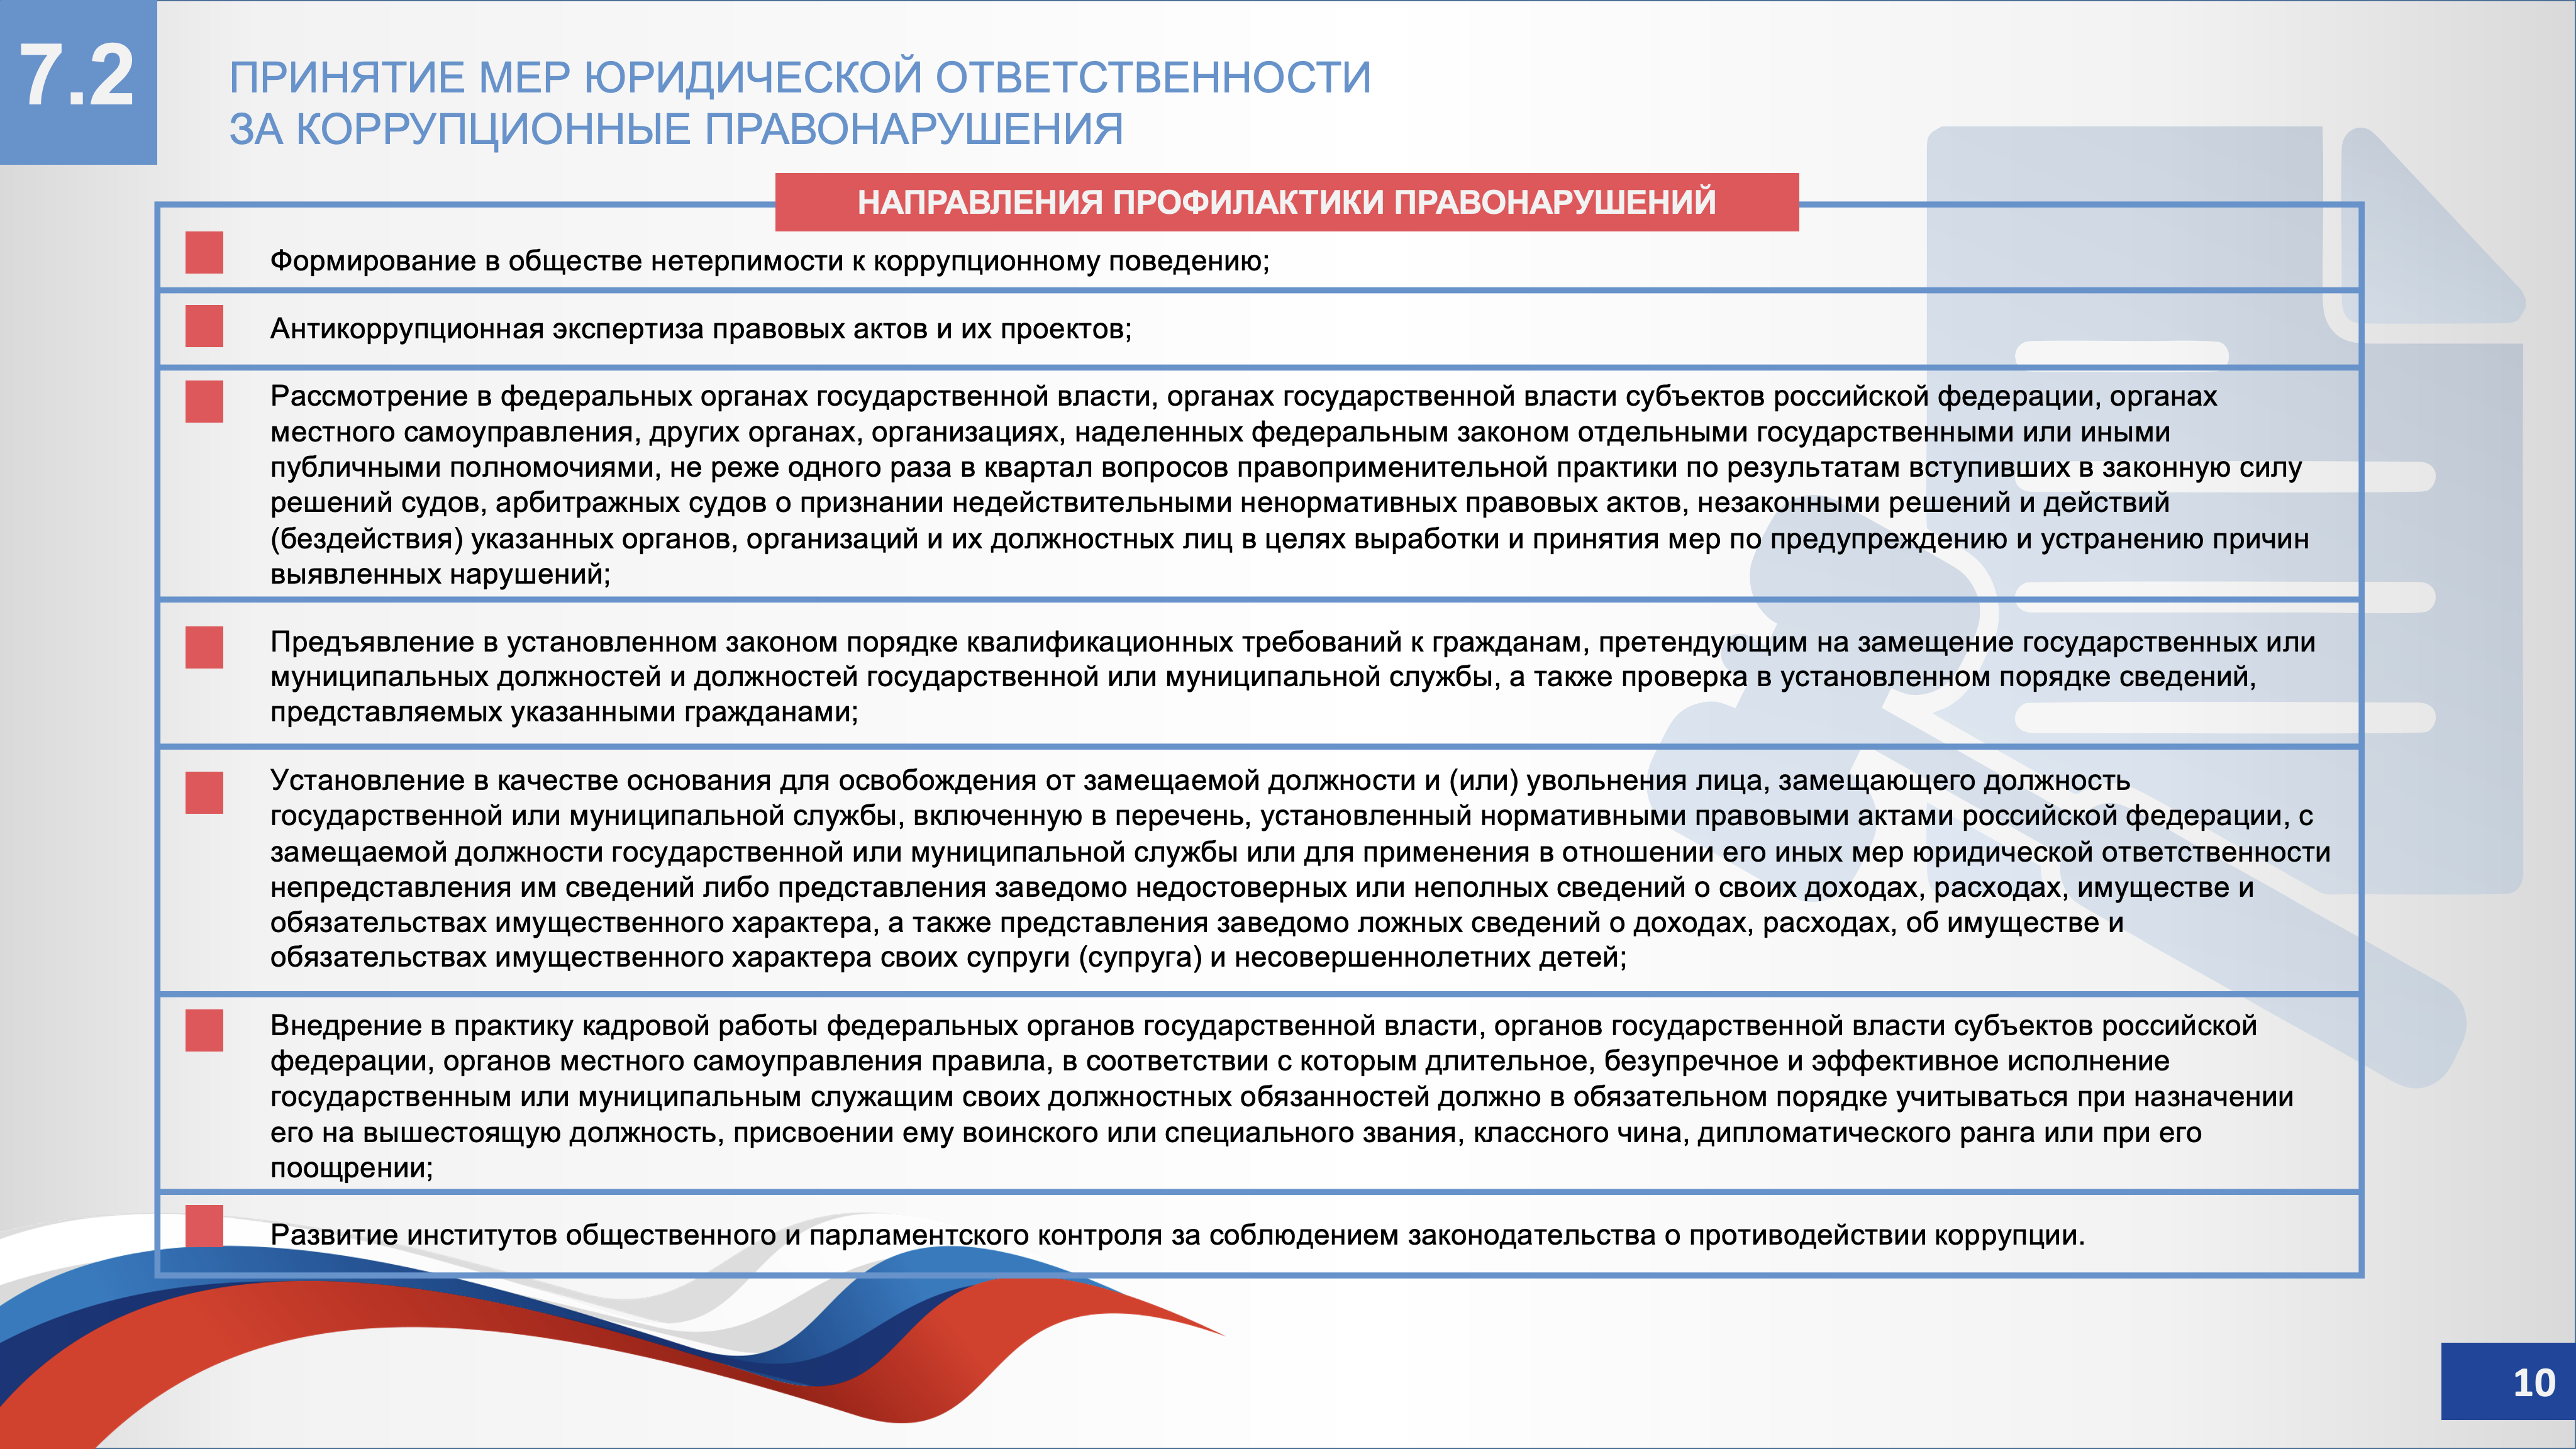 7.2
ПРИНЯТИЕ МЕР ЮРИДИЧЕСКОЙ ОТВЕТСТВЕННОСТИ
ЗА КОРРУПЦИОННЫЕ ПРАВОНАРУШЕНИЯ
НАПРАВЛЕНИЯ ПРОФИЛАКТИКИ ПРАВОНАРУШЕНИЙ
Формирование в обществе нетерпимости к коррупционному поведению;
Антикоррупционная экспертиза правовых актов и их проектов;
Рассмотрение в федеральных органах государственной власти, органах государственной власти субъектов российской федерации, органах
местного самоуправления, других органах, организациях, наделенных федеральным законом отдельными государственными или иными
публичными полномочиями, не реже одного раза в квартал вопросов правоприменительной практики по результатам вступивших в законную силу
решений судов, арбитражных судов о признании недействительными ненормативных правовых актов, незаконными решений и действий
(бездействия) указанных органов, организаций и их должностных лиц в целях выработки и принятия мер по предупреждению и устранению причин
выявленных нарушений;
Предъявление в установленном законом порядке квалификационных требований к гражданам, претендующим на замещение государственных или
муниципальных должностей и должностей государственной или муниципальной службы, а также проверка в установленном порядке сведений,
представляемых указанными гражданами;
Установление в качестве основания для освобождения от замещаемой должности и (или) увольнения лица, замещающего должность
государственной или муниципальной службы, включенную в перечень, установленный нормативными правовыми актами российской федерации, с
замещаемой должности государственной или муниципальной службы или для применения в отношении его иных мер юридической ответственности
непредставления им сведений либо представления заведомо недостоверных или неполных сведений о своих доходах, расходах, имуществе и
обязательствах имущественного характера, а также представления заведомо ложных сведений о доходах, расходах, об имуществе и
обязательствах имущественного характера своих супруги (супруга) и несовершеннолетних детей;
Внедрение в практику кадровой работы федеральных органов государственной власти, органов государственной власти субъектов российской
федерации, органов местного самоуправления правила, в соответствии с которым длительное, безупречное и эффективное исполнение
государственным или муниципальным служащим своих должностных обязанностей должно в обязательном порядке учитываться при назначении
его на вышестоящую должность, присвоении ему воинского или специального звания, классного чина, дипломатического ранга или при его
поощрении;
Развитие институтов общественного и парламентского контроля за соблюдением законодательства о противодействии коррупции.
10